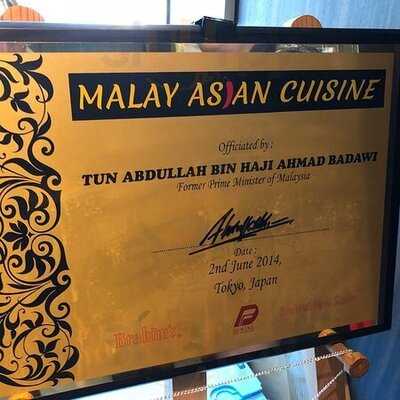 MALAY ASIAN CUISINE
Officiated by :
TUN ABDULLAH BIN HAJI AHMAD BADAWI
Former Prime Minister of Malaysia
Date :
2nd June 2014,
Tokyo, Japan